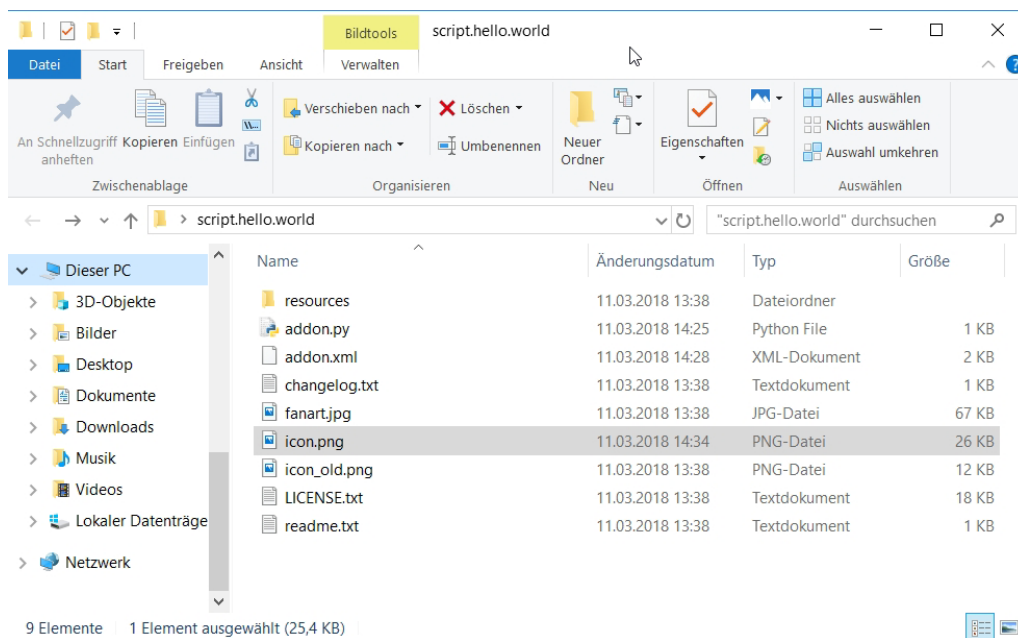 Bildtools script.hello.world
Datei Start Freigeben Ansicht Verwalten
An Schnellzugriff anheften
Kopieren
Einfügen
Zwischenablage
Verschieben nach
Kopieren nach
Löschen
Umbenennen
Organisieren
Neuer Ordner
Neu
Eigenschaften
Öffnen
Alles auswählen
Nichts auswählen
Auswahl umkehren
Auswählen
script.hello.world
"script.hello.world" durchsuchen
Dieser PC
3D-Objekte
Bilder
Desktop
Dokumente
Downloads
Musik
Videos
Lokaler Datenträge
Netzwerk
Name Änderungsdatum Typ Größe
resources 11.03.2018 13:38 Dateiordner
addon.py 11.03.2018 14:25 Python File 1 KB
addon.xml 11.03.2018 14:28 XML-Dokument 2 KB
changelog.txt 11.03.2018 13:38 Textdokument 1 KB
fanart.jpg 11.03.2018 13:38 JPG-Datei 67 KB
icon.png 11.03.2018 14:34 PNG-Datei 26 KB
icon_old.png 11.03.2018 13:38 PNG-Datei 12 KB
LICENSE.txt 11.03.2018 13:38 Textdokument 18 KB
readme.txt 11.03.2018 13:38 Textdokument 1 KB
9 Elemente 1 Element ausgewählt (25,4 KB)